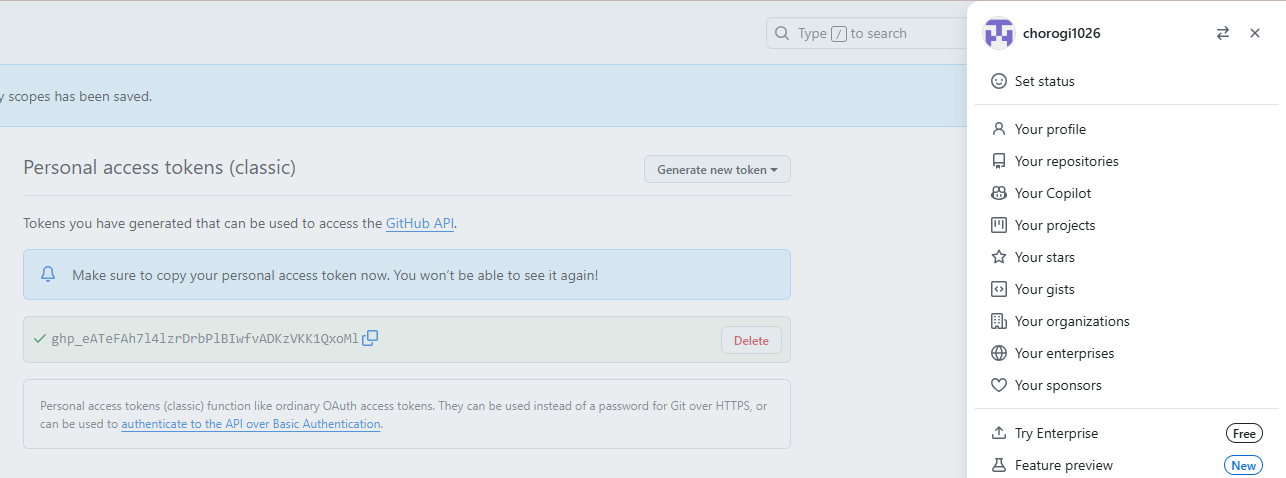 Type / to search
chorogi1026
Set status
y scopes has been saved.
Your profile
Your repositories
Your Copilot
Your projects
Your stars
Your gists
Your organizations
Your enterprises
Your sponsors
Try Enterprise
Free
Feature preview
New
Personal access tokens (classic)
Generate new token
Tokens you have generated that can be used to access the GitHub API.
Make sure to copy your personal access token now. You won't be able to see it again!
[access token omitted]
Delete
Personal access tokens (classic) function like ordinary OAuth access tokens. They can be used instead of a password for Git over HTTPS, or
can be used to authenticate to the API over Basic Authentication.